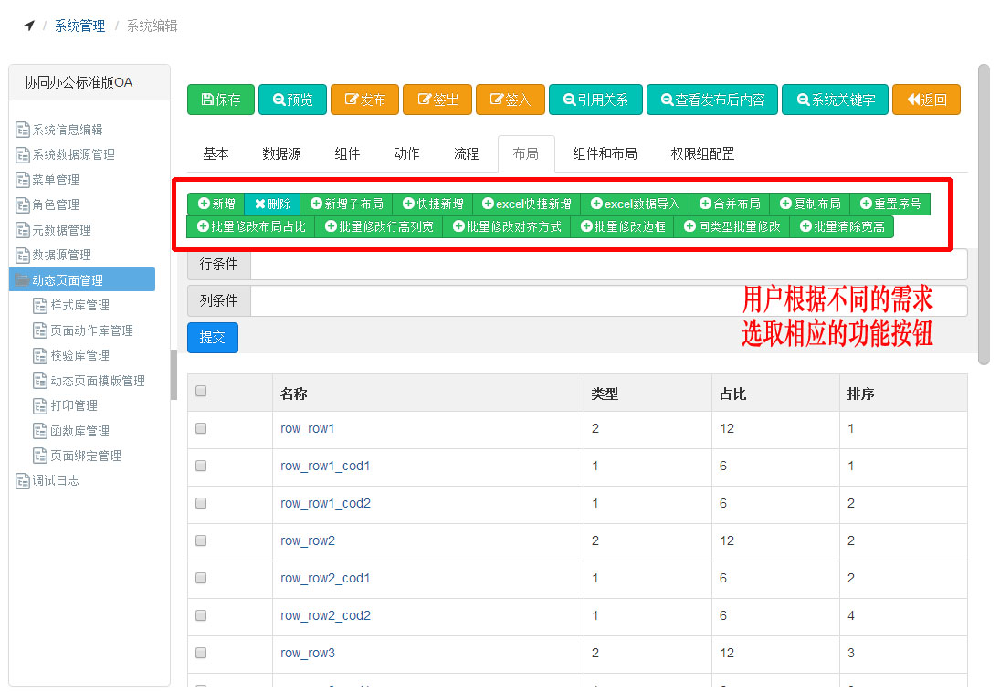 / 系统管理 / 系统编辑
协同办公标准版OA
系统信息编辑
系统数据源管理
菜单管理
角色管理
元数据管理
数据源管理
动态页面管理
样式库管理
页面动作库管理
校验库管理
动态页面模版管理
打印管理
函数库管理
页面绑定管理
调试日志
保存 预览 发布 签出 签入 引用关系 查看发布后内容 系统关键字 返回
基本 数据源 组件 动作 流程 布局 组件和布局 权限组配置
新增 删除 新增子布局 快捷新增 excel快捷新增 excel数据导入 合并布局 复制布局 重置序号
批量修改布局占比 批量修改行高列宽 批量修改对齐方式 批量修改边框 同类型批量修改 批量清除宽高
行条件
列条件
用户根据不同的需求
选取相应的功能按钮
提交
名称 类型 占比 排序
row_row1 2 12 1
row_row1_cod1 1 6 1
row_row1_cod2 1 6 2
row_row2 2 12 2
row_row2_cod1 1 6 2
row_row2_cod2 1 6 4
row_row3 2 12 3